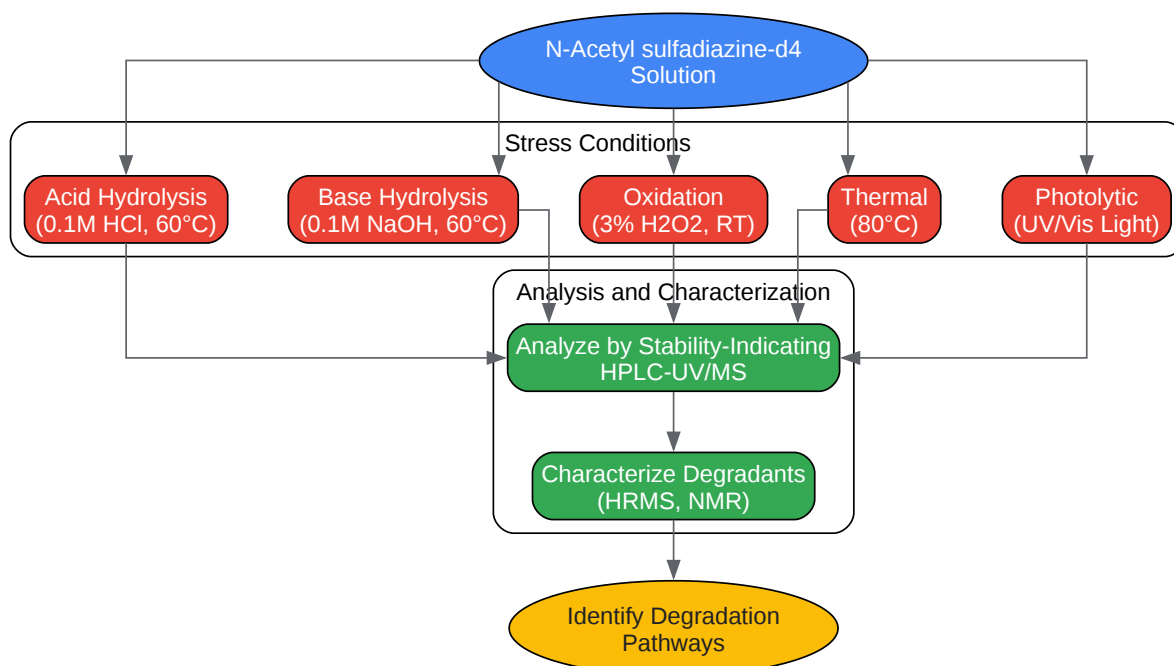 N-Acetyl sulfadiazine-d4
Solution
Stress Conditions
Acid Hydrolysis
(0.1M HCl, 60°C)
Base Hydrolysis
(0.1M NaOH, 60°C)
Oxidation
(3% H2O2, RT)
Thermal
(80°C)
Photolytic
(UV/Vis Light)
Analysis and Characterization
Analyze by Stability-Indicating
HPLC-UV/MS
Characterize Degradants
(HRMS, NMR)
Identify Degradation
Pathways